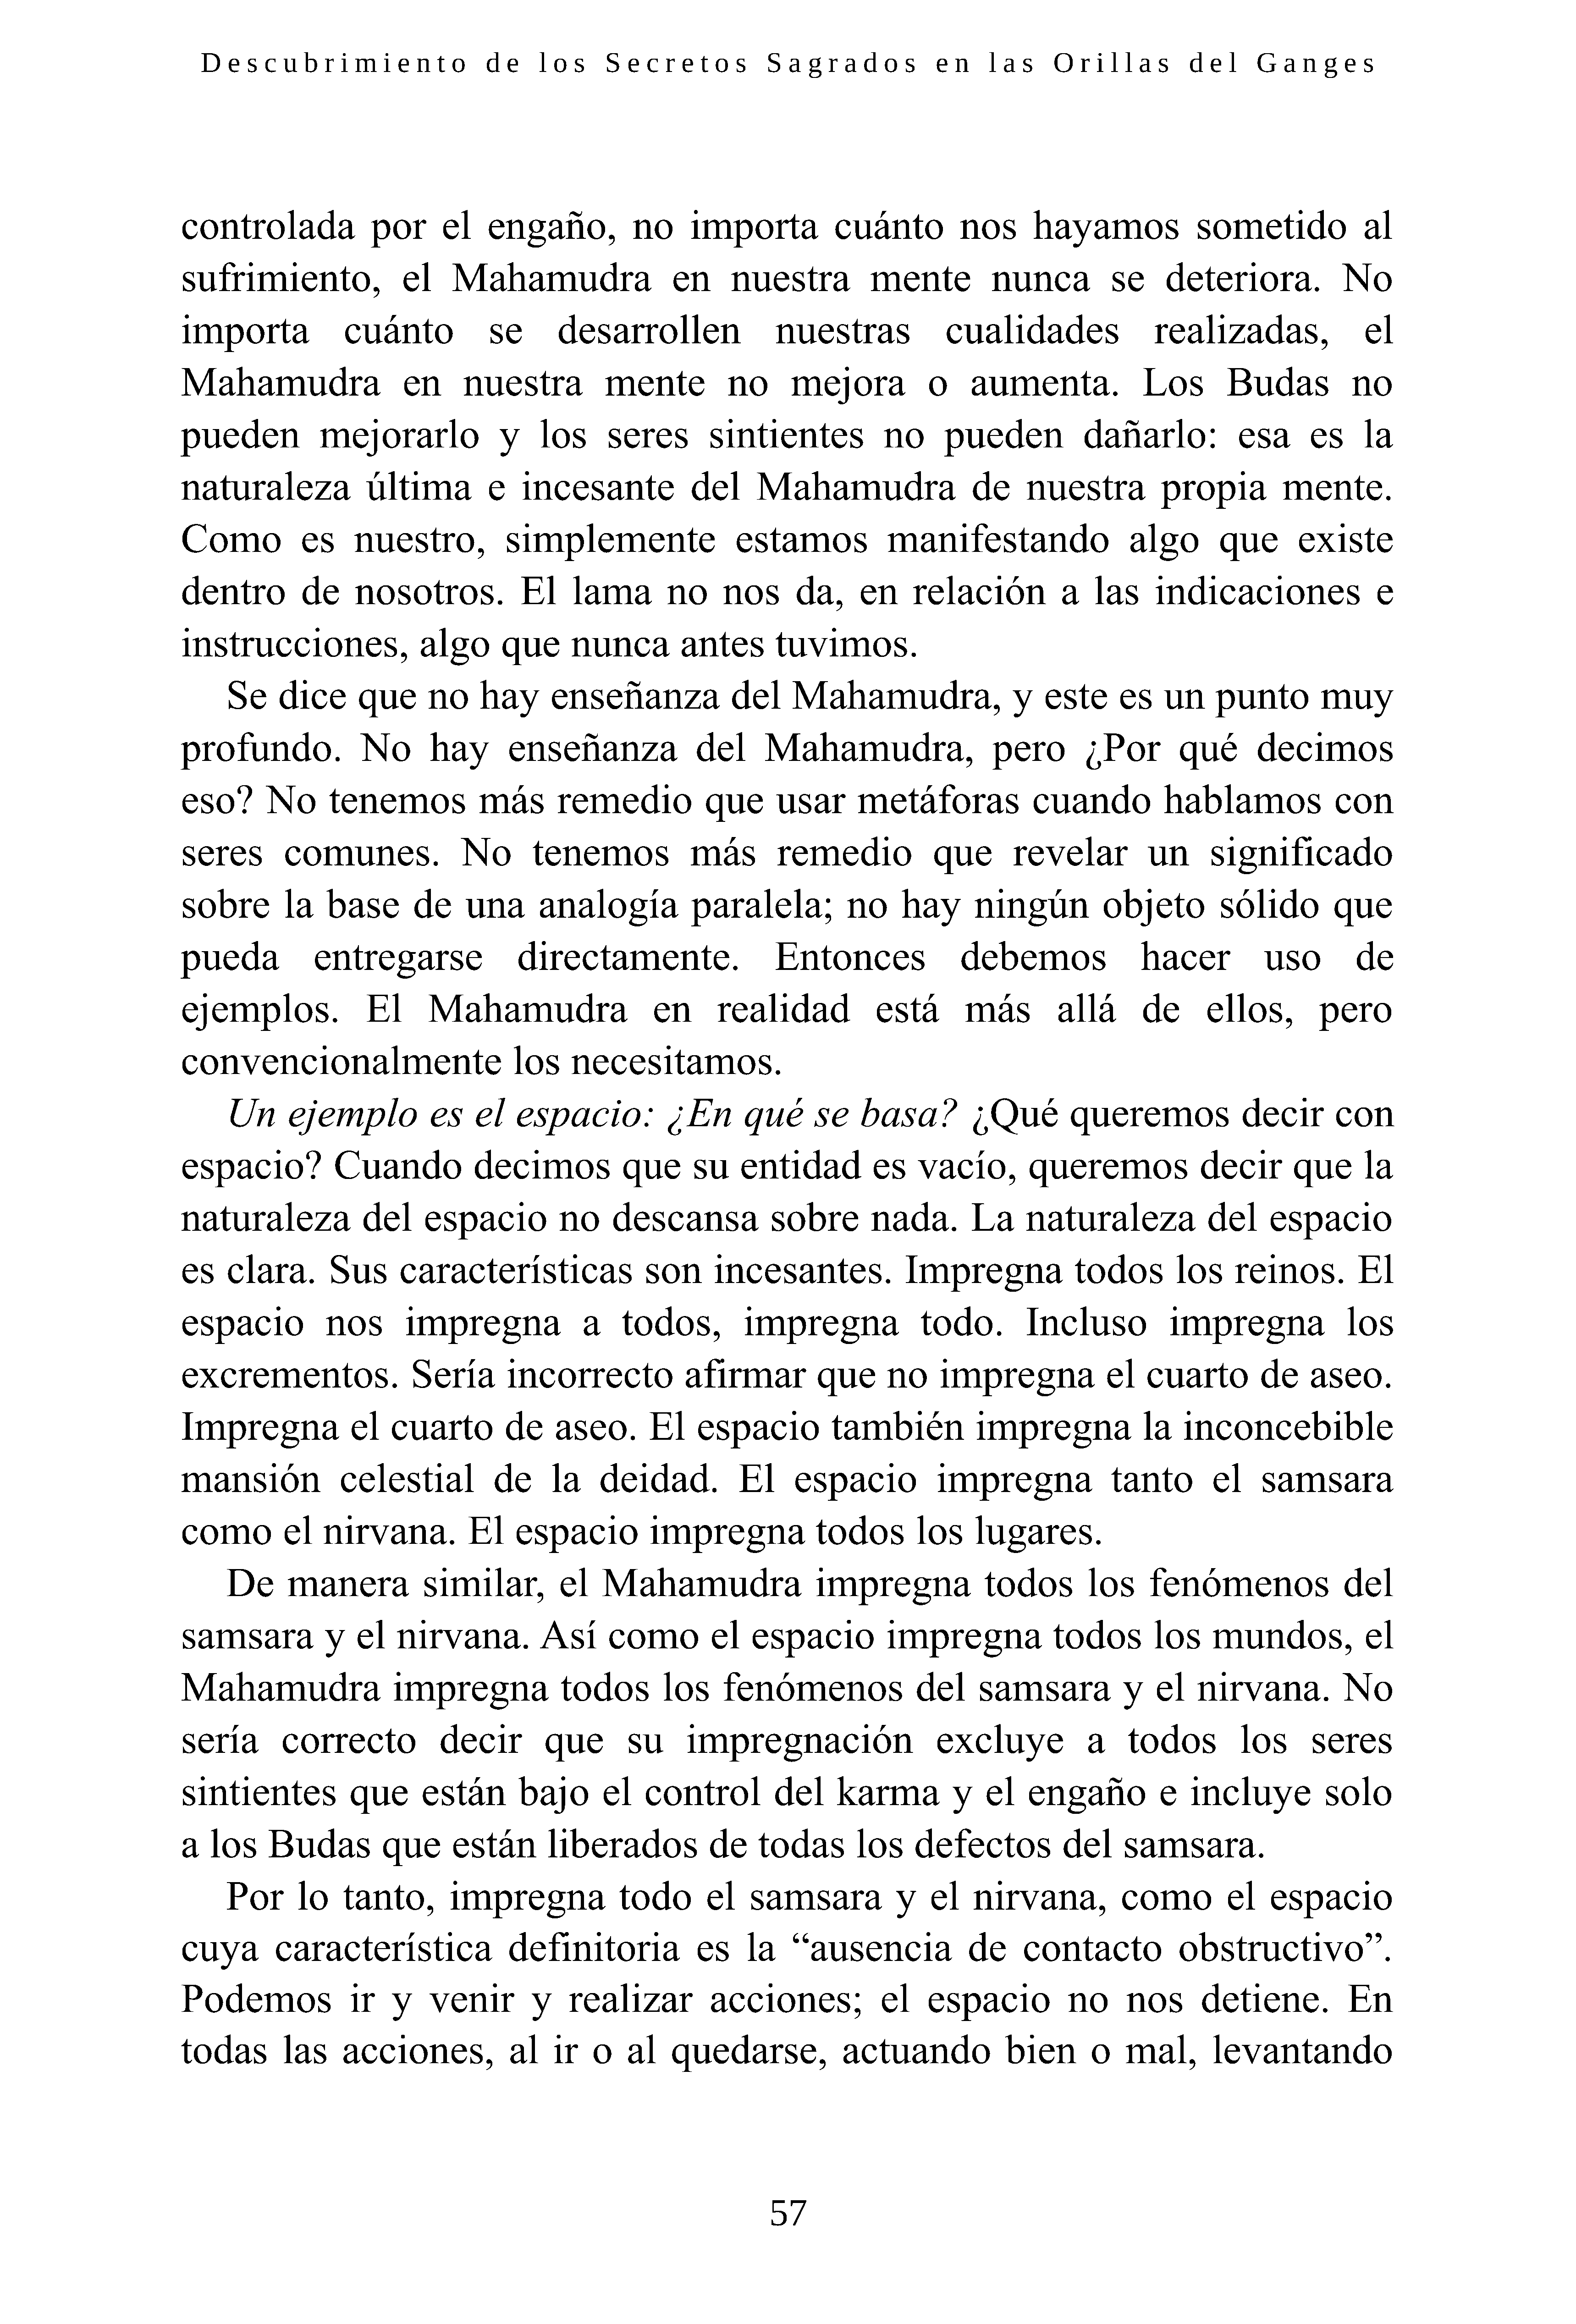 Descubrimiento de los Secretos Sagrados en las Orillas del Ganges
controlada por el engaño, no importa cuánto nos hayamos sometido al
sufrimiento, el Mahamudra en nuestra mente nunca se deteriora. No
importa cuánto se desarrollen nuestras cualidades realizadas, el
Mahamudra en nuestra mente no mejora o aumenta. Los Budas no
pueden mejorarlo y los seres sintientes no pueden dañarlo: esa es la
naturaleza última e incesante del Mahamudra de nuestra propia mente.
Como es nuestro, simplemente estamos manifestando algo que existe
dentro de nosotros. El lama no nos da, en relación a las indicaciones e
instrucciones, algo que nunca antes tuvimos.
Se dice que no hay enseñanza del Mahamudra, y este es un punto muy
profundo. No hay enseñanza del Mahamudra, pero ¿Por qué decimos
eso? No tenemos más remedio que usar metáforas cuando hablamos con
seres comunes. No tenemos más remedio que revelar un significado
sobre la base de una analogía paralela; no hay ningún objeto sólido que
pueda entregarse directamente. Entonces debemos hacer uso de
ejemplos. El Mahamudra en realidad está más allá de ellos, pero
convencionalmente los necesitamos.
Un ejemplo es el espacio: ¿En qué se basa? ¿Qué queremos decir con
espacio? Cuando decimos que su entidad es vacío, queremos decir que la
naturaleza del espacio no descansa sobre nada. La naturaleza del espacio
es clara. Sus características son incesantes. Impregna todos los reinos. El
espacio nos impregna a todos, impregna todo. Incluso impregna los
excrementos. Sería incorrecto afirmar que no impregna el cuarto de aseo.
Impregna el cuarto de aseo. El espacio también impregna la inconcebible
mansión celestial de la deidad. El espacio impregna tanto el samsara
como el nirvana. El espacio impregna todos los lugares.
De manera similar, el Mahamudra impregna todos los fenómenos del
samsara y el nirvana. Así como el espacio impregna todos los mundos, el
Mahamudra impregna todos los fenómenos del samsara y el nirvana. No
sería correcto decir que su impregnación excluye a todos los seres
sintientes que están bajo el control del karma y el engaño e incluye solo
a los Budas que están liberados de todas los defectos del samsara.
Por lo tanto, impregna todo el samsara y el nirvana, como el espacio
cuya característica definitoria es la “ausencia de contacto obstructivo”.
Podemos ir y venir y realizar acciones; el espacio no nos detiene. En
todas las acciones, al ir o al quedarse, actuando bien o mal, levantando
57